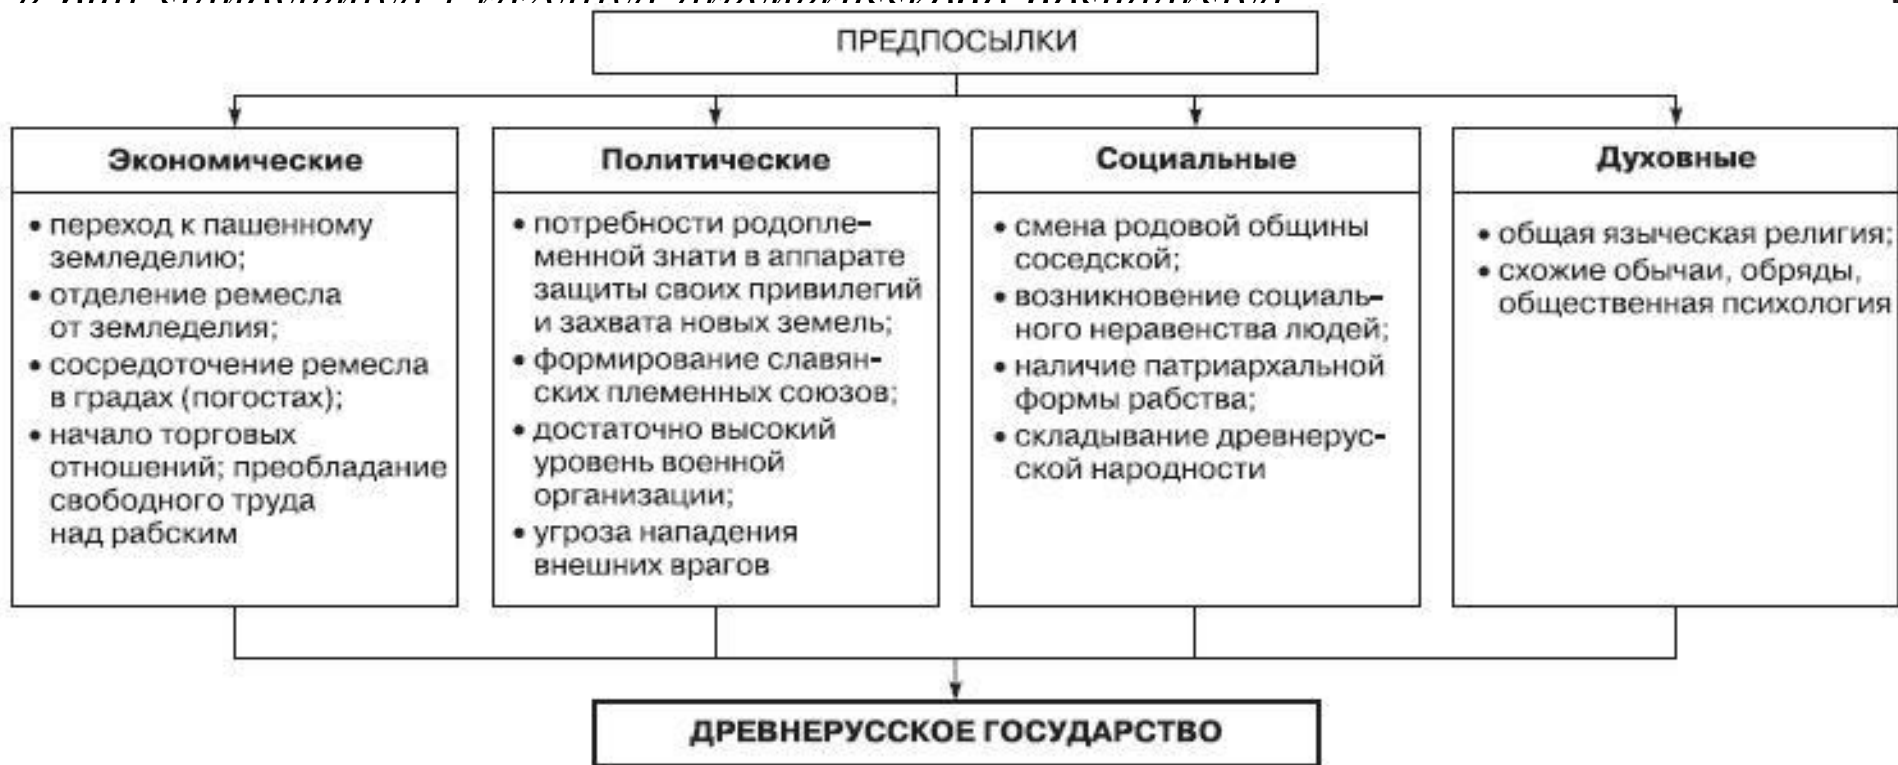 ПРЕДПОСЫЛКИ
Экономические
• переход к пашенному
земледелию;
• отделение ремесла
от земледелия;
• сосредоточение ремесла
в градах (погостах);
• начало торговых
отношений; преобладание
свободного труда
над рабским
Политические
• потребности родопле-
менной знати в аппарате
защиты своих привилегий
и захвата новых земель;
• формирование славян-
ских племенных союзов;
• достаточно высокий
уровень военной
организации;
• угроза нападения
внешних врагов
Социальные
• смена родовой общины
соседской;
• возникновение социаль-
ного неравенства людей;
• наличие патриархальной
формы рабства;
• складывание древнерус-
ской народности
Духовные
• общая языческая религия;
• схожие обычаи, обряды,
общественная психология
ДРЕВНЕРУССКОЕ ГОСУДАРСТВО